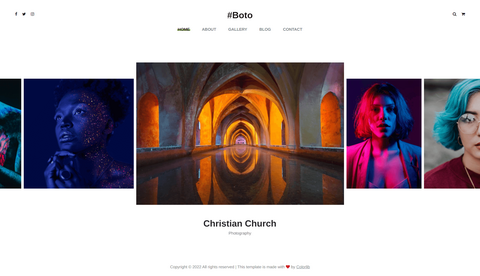 #Boto
HOME ABOUT GALLERY BLOG CONTACT
Christian Church
Photography
Copyright © 2022 All rights reserved | This template is made with ❤ by Colorlib